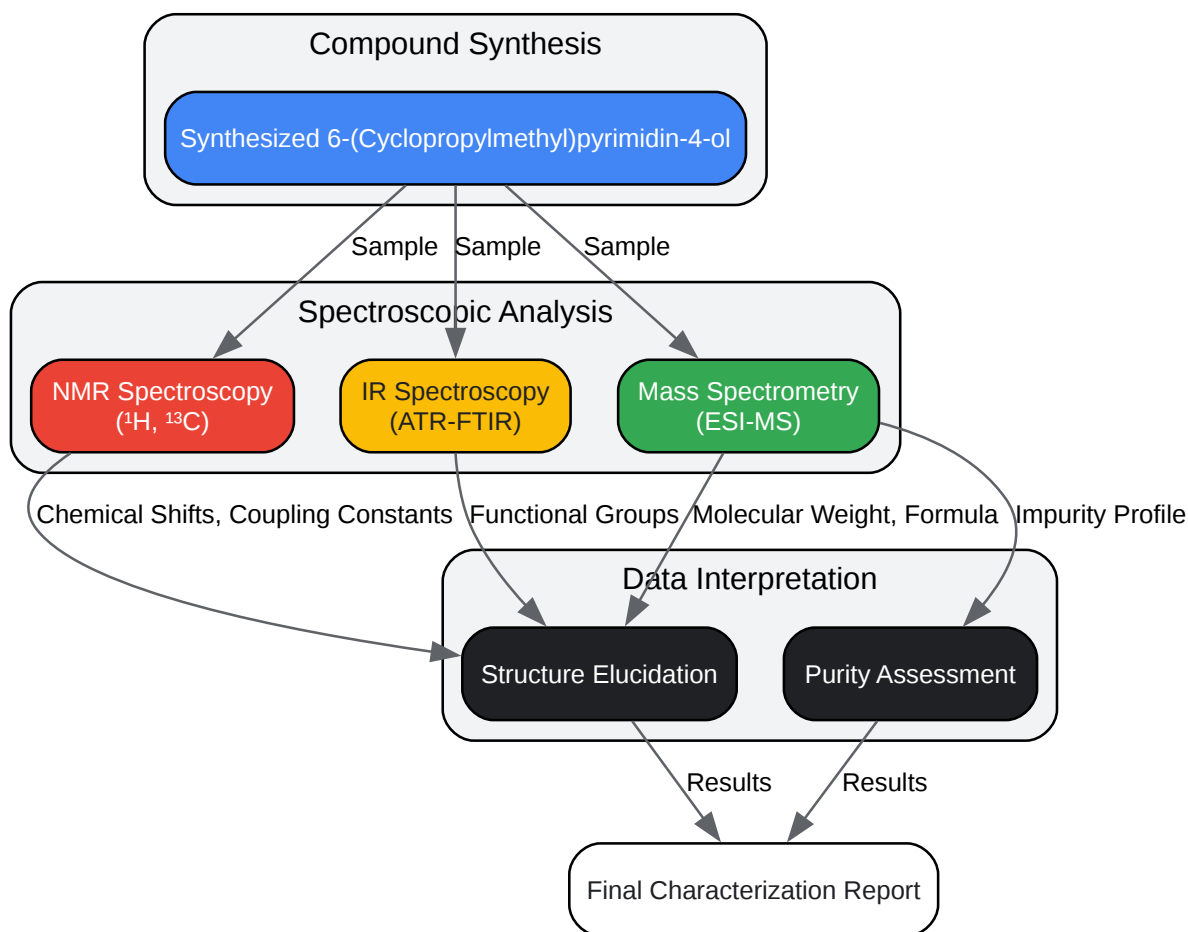 Compound Synthesis
Synthesized 6-(Cyclopropylmethyl)pyrimidin-4-ol
Sample
Sample
Sample
Spectroscopic Analysis
NMR Spectroscopy
(¹H, ¹³C)
IR Spectroscopy
(ATR-FTIR)
Mass Spectrometry
(ESI-MS)
Chemical Shifts, Coupling Constants
Functional Groups
Molecular Weight, Formula
Impurity Profile
Data Interpretation
Structure Elucidation
Purity Assessment
Results
Results
Final Characterization Report